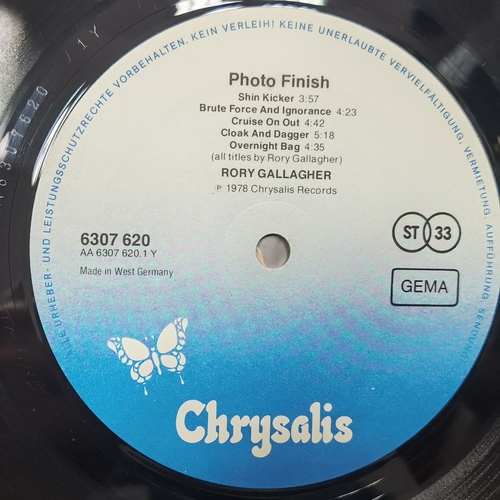 ALLE URHEBER- UND LEISTUNGSSCHUTZRECHTE VORBEHALTEN. KEIN VERLEIH! KEINE UNERLAUBTE VERVIELFÄLTIGUNG, VERMIETUNG, AUFFÜHRUNG, SENDUNG!
Photo Finish
Shin Kicker 3:57
Brute Force And Ignorance 4:23
Cruise On Out 4:42
Cloak And Dagger 5:18
Overnight Bag 4:35
(all titles by Rory Gallagher)
RORY GALLAGHER
℗ 1978 Chrysalis Records
6307 620
AA 6307 620.1 Y
Made in West Germany
ST 33
GEMA
Chrysalis